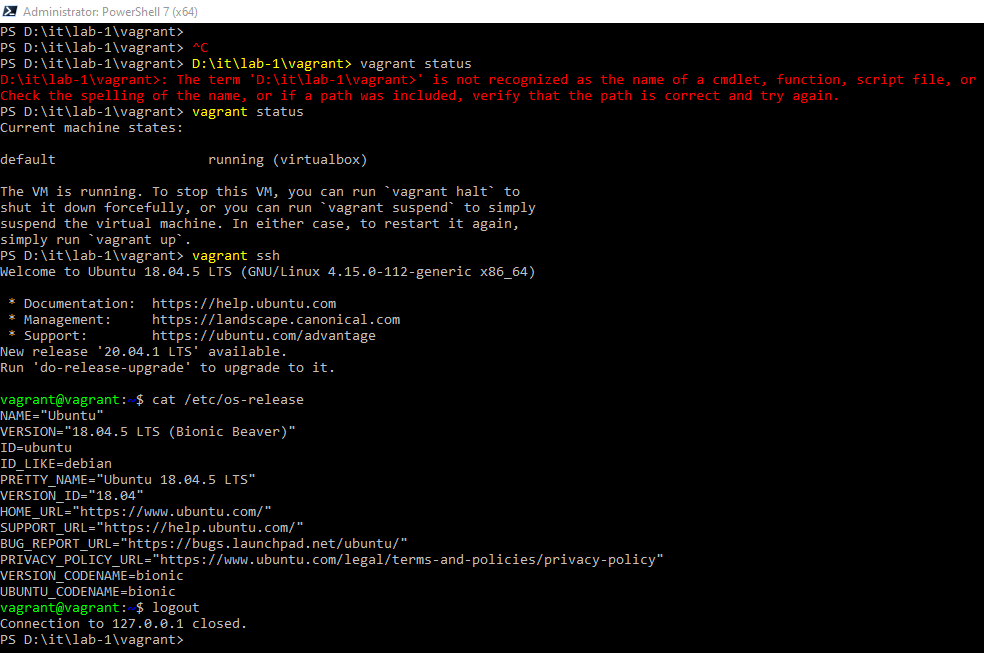 Administrator: PowerShell 7 (x64)
PS D:\it\lab-1\vagrant>
PS D:\it\lab-1\vagrant> ^C
PS D:\it\lab-1\vagrant> D:\it\lab-1\vagrant> vagrant status
D:\it\lab-1\vagrant>: The term 'D:\it\lab-1\vagrant>' is not recognized as the name of a cmdlet, function, script file, or
Check the spelling of the name, or if a path was included, verify that the path is correct and try again.
PS D:\it\lab-1\vagrant> vagrant status
Current machine states:
default                   running (virtualbox)
The VM is running. To stop this VM, you can run `vagrant halt` to
shut it down forcefully, or you can run `vagrant suspend` to simply
suspend the virtual machine. In either case, to restart it again,
simply run `vagrant up`.
PS D:\it\lab-1\vagrant> vagrant ssh
Welcome to Ubuntu 18.04.5 LTS (GNU/Linux 4.15.0-112-generic x86_64)
 * Documentation:  https://help.ubuntu.com
 * Management:     https://landscape.canonical.com
 * Support:        https://ubuntu.com/advantage
New release '20.04.1 LTS' available.
Run 'do-release-upgrade' to upgrade to it.
vagrant@vagrant:~$ cat /etc/os-release
NAME="Ubuntu"
VERSION="18.04.5 LTS (Bionic Beaver)"
ID=ubuntu
ID_LIKE=debian
PRETTY_NAME="Ubuntu 18.04.5 LTS"
VERSION_ID="18.04"
HOME_URL="https://www.ubuntu.com/"
SUPPORT_URL="https://help.ubuntu.com/"
BUG_REPORT_URL="https://bugs.launchpad.net/ubuntu/"
PRIVACY_POLICY_URL="https://www.ubuntu.com/legal/terms-and-policies/privacy-policy"
VERSION_CODENAME=bionic
UBUNTU_CODENAME=bionic
vagrant@vagrant:~$ logout
Connection to 127.0.0.1 closed.
PS D:\it\lab-1\vagrant>